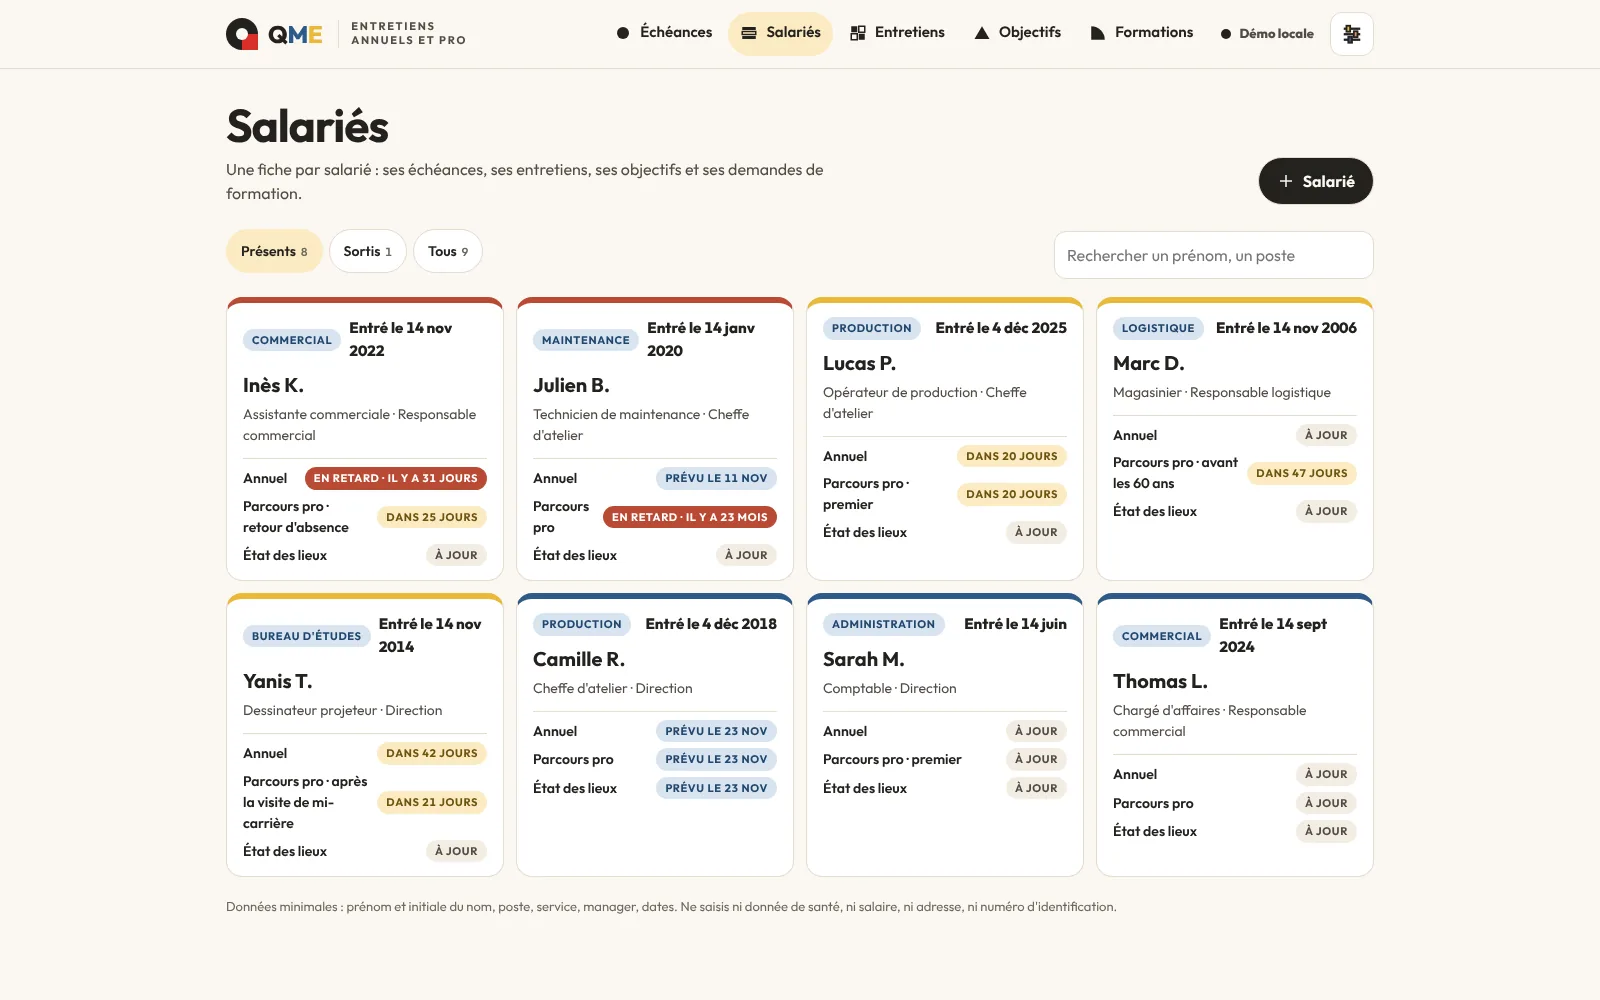 QME
ENTRETIENS
ANNUELS ET PRO
Échéances
Salariés
Entretiens
Objectifs
Formations
Démo locale
Salariés
Une fiche par salarié : ses échéances, ses entretiens, ses objectifs et ses demandes de
formation.
+ Salarié
Présents 8
Sortis 1
Tous 9
Rechercher un prénom, un poste
COMMERCIAL
Entré le 14 nov
2022
Inès K.
Assistante commerciale · Responsable
commercial
Annuel
EN RETARD · IL Y A 31 JOURS
Parcours pro ·
retour d'absence
DANS 25 JOURS
État des lieux
À JOUR
MAINTENANCE
Entré le 14 janv
2020
Julien B.
Technicien de maintenance · Cheffe
d'atelier
Annuel
PRÉVU LE 11 NOV
Parcours
pro
EN RETARD · IL Y A 23 MOIS
État des lieux
À JOUR
PRODUCTION
Entré le 4 déc 2025
Lucas P.
Opérateur de production · Cheffe
d'atelier
Annuel
DANS 20 JOURS
Parcours pro ·
premier
DANS 20 JOURS
État des lieux
À JOUR
LOGISTIQUE
Entré le 14 nov 2006
Marc D.
Magasinier · Responsable logistique
Annuel
À JOUR
Parcours pro · avant
les 60 ans
DANS 47 JOURS
État des lieux
À JOUR
BUREAU D'ÉTUDES
Entré le 14 nov
2014
Yanis T.
Dessinateur projeteur · Direction
Annuel
DANS 42 JOURS
Parcours pro · après
la visite de mi-
carrière
DANS 21 JOURS
État des lieux
À JOUR
PRODUCTION
Entré le 4 déc 2018
Camille R.
Cheffe d'atelier · Direction
Annuel
PRÉVU LE 23 NOV
Parcours pro
PRÉVU LE 23 NOV
État des lieux
PRÉVU LE 23 NOV
ADMINISTRATION
Entré le 14 juin
Sarah M.
Comptable · Direction
Annuel
À JOUR
Parcours pro · premier
À JOUR
État des lieux
À JOUR
COMMERCIAL
Entré le 14 sept
2024
Thomas L.
Chargé d'affaires · Responsable
commercial
Annuel
À JOUR
Parcours pro
À JOUR
État des lieux
À JOUR
Données minimales : prénom et initiale du nom, poste, service, manager, dates. Ne saisis ni donnée de santé, ni salaire, ni adresse, ni numéro d'identification.